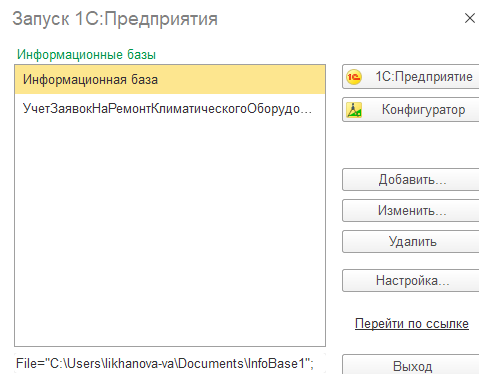 Запуск 1С:Предприятия
Информационные базы
Информационная база
УчетЗаявокНаРемонтКлиматическогоОборудо...
1С:Предприятие
Конфигуратор
Добавить...
Изменить...
Удалить
Настройка...
Перейти по ссылке
File="C:\Users\likhanova-va\Documents\InfoBase1";
Выход